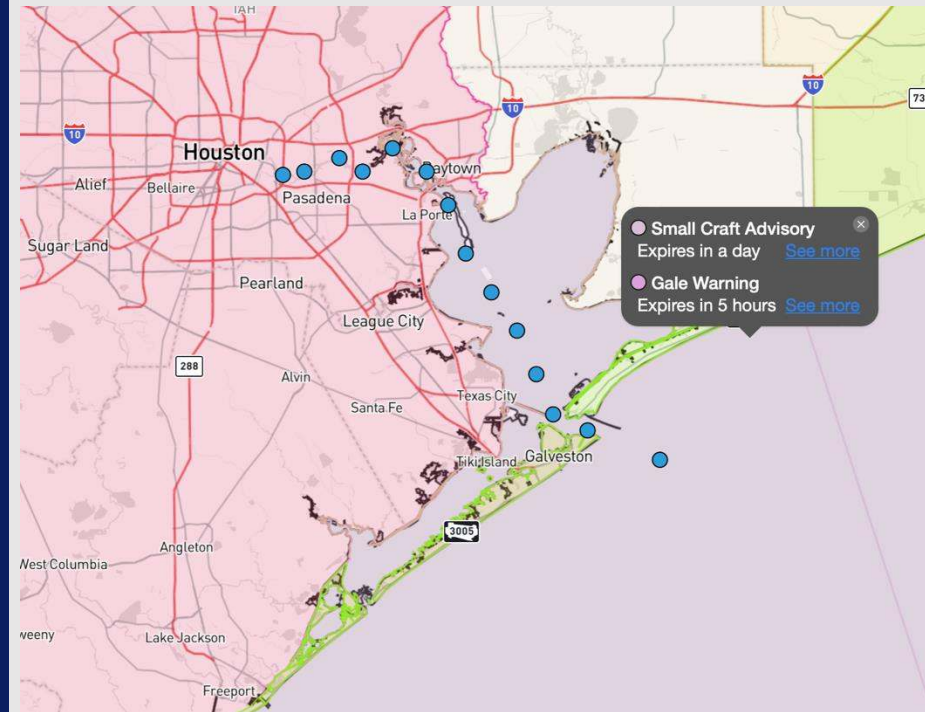 IAH
10
10
73
10
Houston
Baytown
Alief
Bellaire
Pasadena
La Porte
Sugar Land
Small Craft Advisory
Expires in a day See more
Gale Warning
Expires in 5 hours See more
Pearland
League City
288
Alvin
Texas City
Santa Fe
Tiki Island
Galveston
3005
Angleton
West Columbia
weeny
Lake Jackson
Freeport